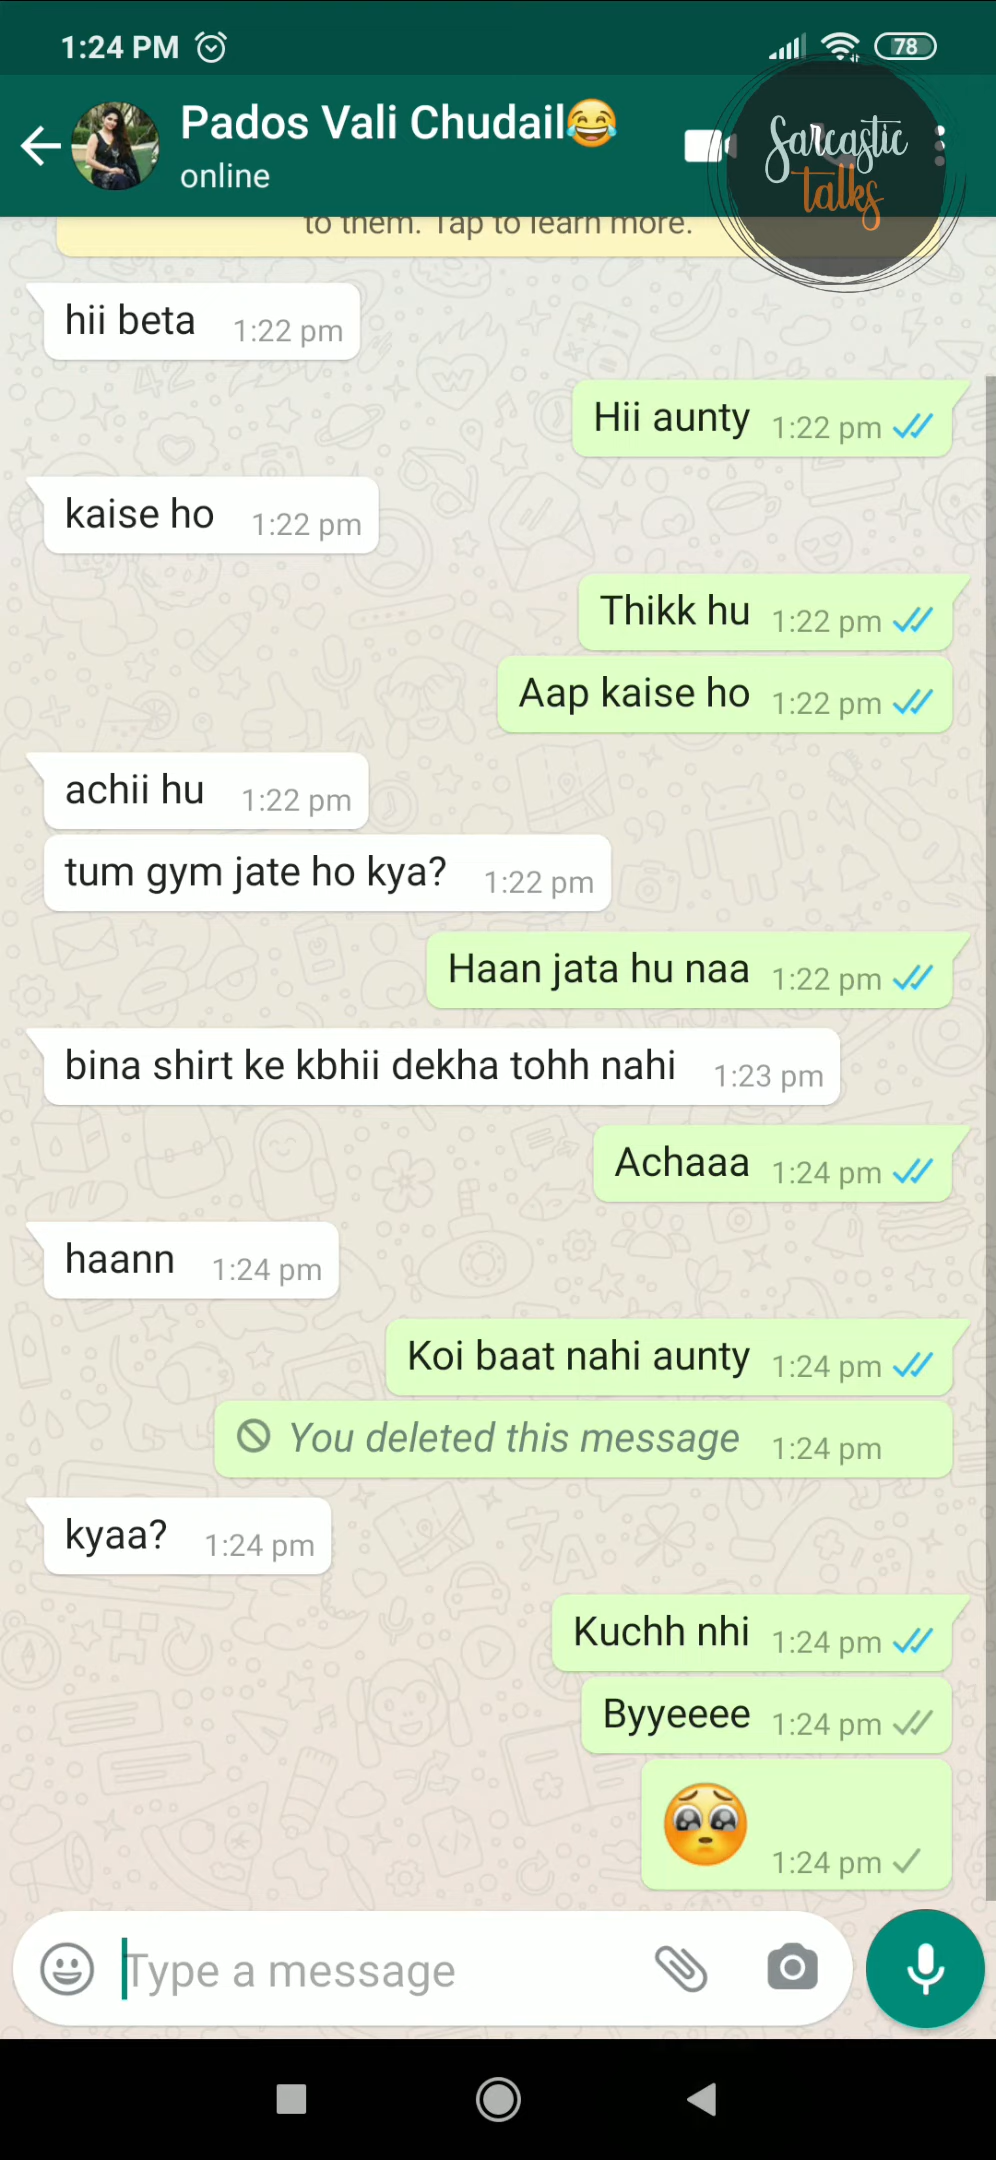 1:24 PM
78
Pados Vali Chudail😂
online
Sarcastic
talks
to them. Tap to learn more.
hii beta 1:22 pm
Hii aunty 1:22 pm
kaise ho 1:22 pm
Thikk hu 1:22 pm
Aap kaise ho 1:22 pm
achii hu 1:22 pm
tum gym jate ho kya? 1:22 pm
Haan jata hu naa 1:22 pm
bina shirt ke kbhii dekha tohh nahi 1:23 pm
Achaaa 1:24 pm
haann 1:24 pm
Koi baat nahi aunty 1:24 pm
You deleted this message 1:24 pm
kyaa? 1:24 pm
Kuchh nhi 1:24 pm
Byyeeee 1:24 pm
🥺 1:24 pm
Type a message